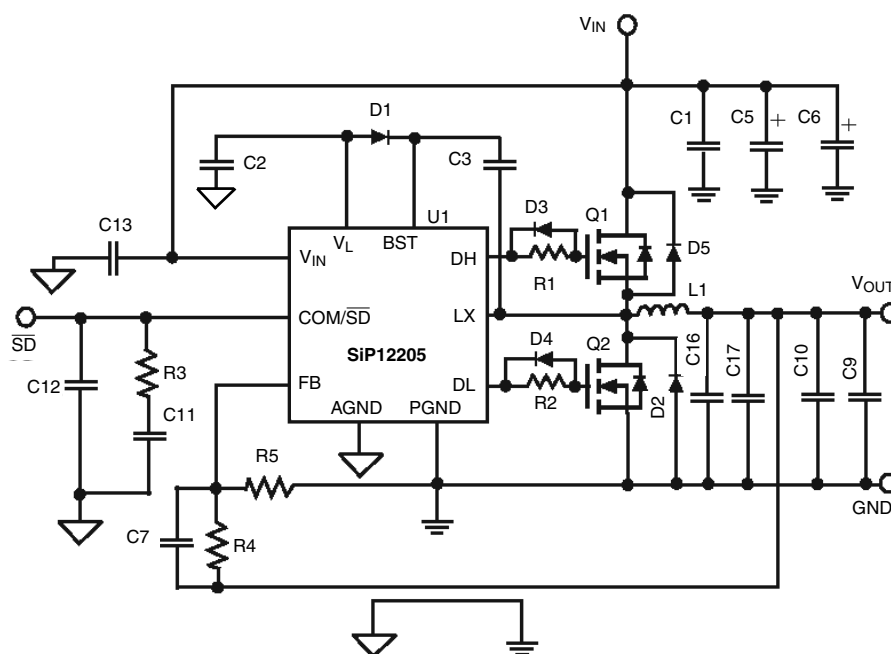 VIN
D1
C1
C5
+
C6
+
C2
C3
C13
U1
D3
Q1
VIN
VL
BST
DH
R1
D5
L1
VOUT
SD
COM/SD
LX
SiP12205
D4
Q2
C16
C17
C10
C9
R3
C12
FB
DL
R2
D2
C11
AGND
PGND
R5
GND
C7
R4